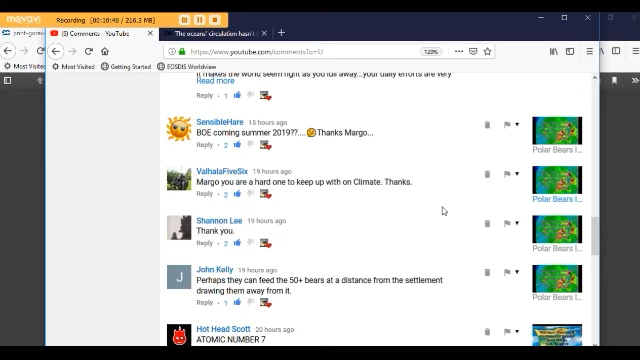 movavi
Recording | 00:10:40 | 216.3 MB
print-goras
(5) Comments - YouTube
The oceans' circulation hasn't
https://www.youtube.com/comments?o=U
120%
Most Visited
Most Visited
Getting Started
EOSDIS Worldview
It makes the world seem right as you full away...your daily efforts are very
Read more
Reply 1
SensibleHare 15 hours ago
BOE coming summer 2019??....Thanks Margo...
Reply 2
Polar Bears I...
ValhalaFiveSix 19 hours ago
Margo you are a hard one to keep up with on Climate. Thanks.
Reply 2
Polar Bears I...
Shannon Lee 19 hours ago
Thank you.
Reply 2
Polar Bears I...
J
John Kelly 19 hours ago
Perhaps they can feed the 50+ bears at a distance from the settlement
drawing them away from it.
Reply 1
Polar Bears I...
Hot Head Scott 20 hours ago
ATOMIC NUMBER 7